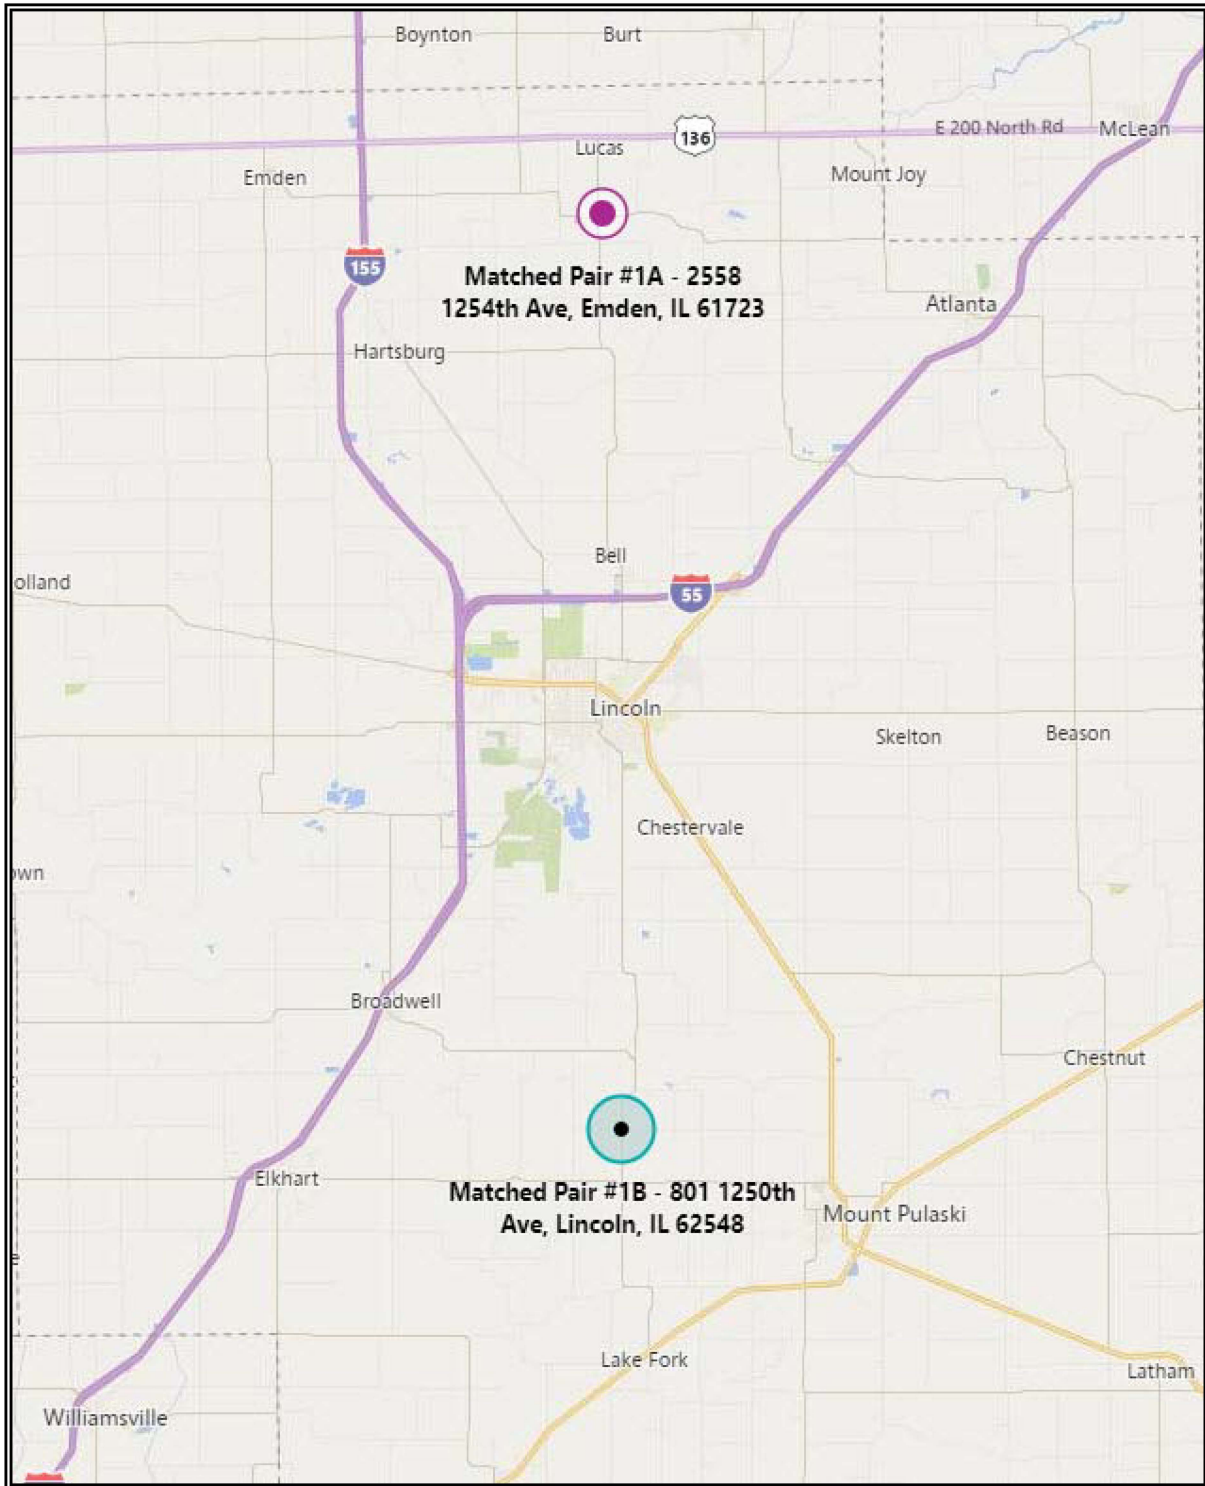 Boynton
Burt
136
E 200 North Rd
McLean
Lucas
Emden
Mount Joy
155
Matched Pair #1A - 2558
1254th Ave, Emden, IL 61723
Atlanta
Hartsburg
Bell
olland
55
Lincoln
Skelton
Beason
Chestervale
own
Broadwell
Chestnut
Elkhart
Matched Pair #1B - 801 1250th
Ave, Lincoln, IL 62548
Mount Pulaski
Lake Fork
Latham
Williamsville